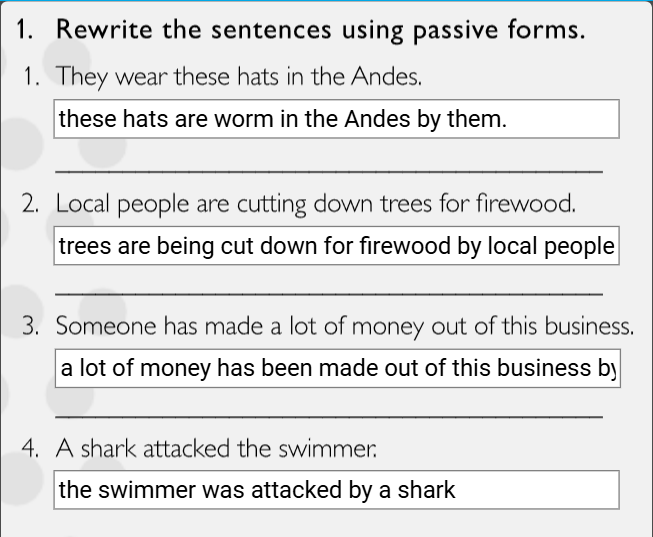 1. Rewrite the sentences using passive forms.
1. They wear these hats in the Andes.
these hats are worm in the Andes by them.
2. Local people are cutting down trees for firewood.
trees are being cut down for firewood by local people
3. Someone has made a lot of money out of this business.
a lot of money has been made out of this business by
4. A shark attacked the swimmer.
the swimmer was attacked by a shark